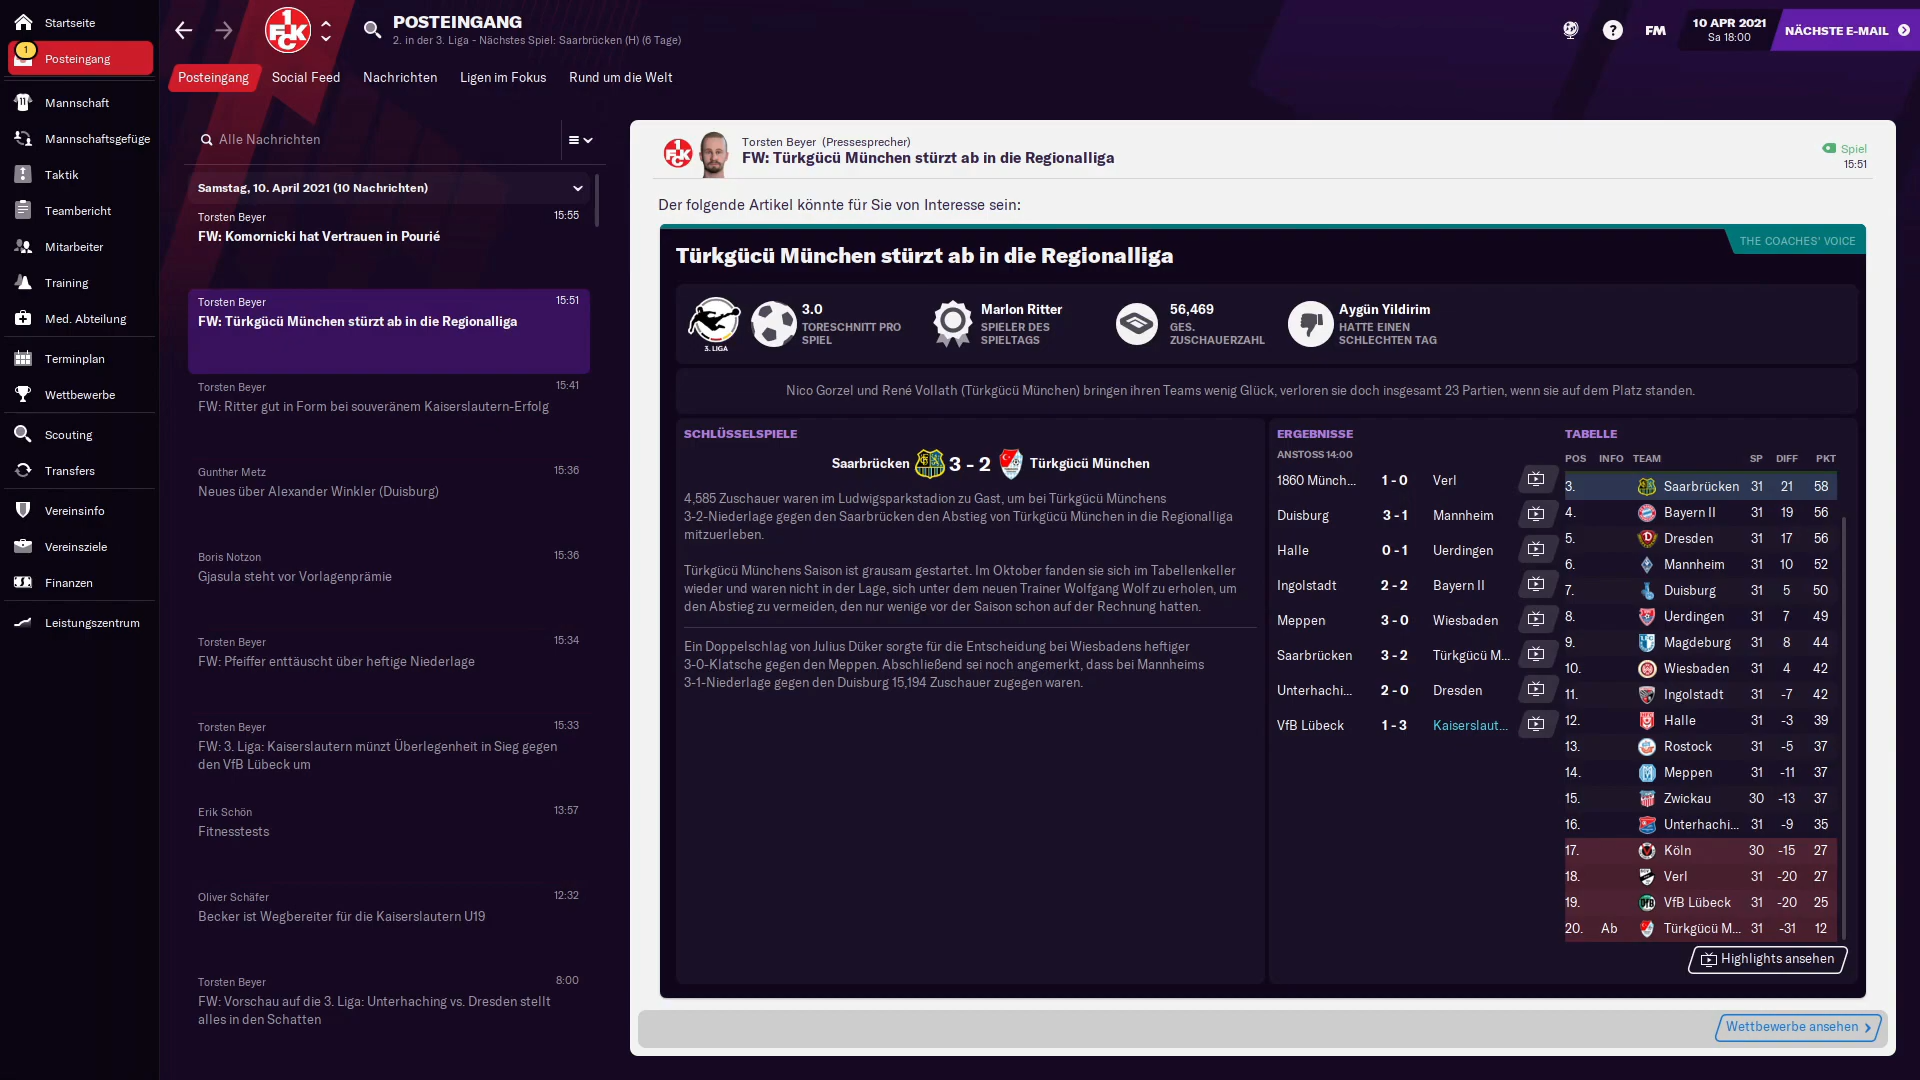 Startseite
1
Posteingang
Mannschaft
Mannschaftsgefüge
Taktik
Teambericht
Mitarbeiter
Training
Med. Abteilung
Terminplan
Wettbewerbe
Scouting
Transfers
Vereinsinfo
Vereinsziele
Finanzen
Leistungszentrum
POSTEINGANG
2. in der 3. Liga - Nächstes Spiel: Saarbrücken (H) (6 Tage)
FM
10 APR 2021
Sa 18:00
NÄCHSTE E-MAIL
Posteingang Social Feed Nachrichten Ligen im Fokus Rund um die Welt
Alle Nachrichten
Samstag, 10. April 2021 (10 Nachrichten)
Torsten Beyer 15:55
FW: Komornicki hat Vertrauen in Pourié
Torsten Beyer 15:51
FW: Türkgücü München stürzt ab in die Regionalliga
Torsten Beyer 15:41
FW: Ritter gut in Form bei souveränem Kaiserslautern-Erfolg
Gunther Metz 15:36
Neues über Alexander Winkler (Duisburg)
Boris Notzon 15:36
Gjasula steht vor Vorlagenprämie
Torsten Beyer 15:34
FW: Pfeiffer enttäuscht über heftige Niederlage
Torsten Beyer 15:33
FW: 3. Liga: Kaiserslautern münzt Überlegenheit in Sieg gegen
den VfB Lübeck um
Erik Schön 13:57
Fitnesstests
Oliver Schäfer 12:32
Becker ist Wegbereiter für die Kaiserslautern U19
Torsten Beyer 8:00
FW: Vorschau auf die 3. Liga: Unterhaching vs. Dresden stellt
alles in den Schatten
Torsten Beyer (Pressesprecher)
FW: Türkgücü München stürzt ab in die Regionalliga
Spiel
15:51
Der folgende Artikel könnte für Sie von Interesse sein:
THE COACHES' VOICE
Türkgücü München stürzt ab in die Regionalliga
3. LIGA
3.0
TORESCHNITT PRO
SPIEL
Marlon Ritter
SPIELER DES
SPIELTAGS
56,469
GES.
ZUSCHAUERZAHL
Aygün Yildirim
HATTE EINEN
SCHLECHTEN TAG
Nico Gorzel und René Vollath (Türkgücü München) bringen ihren Teams wenig Glück, verloren sie doch insgesamt 23 Partien, wenn sie auf dem Platz standen.
SCHLÜSSELSPIELE
Saarbrücken 3 - 2 Türkgücü München
4,585 Zuschauer waren im Ludwigsparkstadion zu Gast, um bei Türkgücü Münchens
3-2-Niederlage gegen den Saarbrücken den Abstieg von Türkgücü München in die Regionalliga
mitzuerleben.
Türkgücü Münchens Saison ist grausam gestartet. Im Oktober fanden sie sich im Tabellenkeller
wieder und waren nicht in der Lage, sich unter dem neuen Trainer Wolfgang Wolf zu erholen, um
den Abstieg zu vermeiden, den nur wenige vor der Saison schon auf der Rechnung hatten.
Ein Doppelschlag von Julius Düker sorgte für die Entscheidung bei Wiesbadens heftiger
3-0-Klatsche gegen den Meppen. Abschließend sei noch angemerkt, dass bei Mannheims
3-1-Niederlage gegen den Duisburg 15,194 Zuschauer zugegen waren.
ERGEBNISSE
ANSTOSS 14:00
1860 Münch... 1 - 0 Verl
Duisburg 3 - 1 Mannheim
Halle 0 - 1 Uerdingen
Ingolstadt 2 - 2 Bayern II
Meppen 3 - 0 Wiesbaden
Saarbrücken 3 - 2 Türkgücü M...
Unterhachi... 2 - 0 Dresden
VfB Lübeck 1 - 3 Kaiserslaut...
TABELLE
POS INFO TEAM SP DIFF PKT
3. Saarbrücken 31 21 58
4. Bayern II 31 19 56
5. Dresden 31 17 56
6. Mannheim 31 10 52
7. Duisburg 31 5 50
8. Uerdingen 31 7 49
9. Magdeburg 31 8 44
10. Wiesbaden 31 4 42
11. Ingolstadt 31 -7 42
12. Halle 31 -3 39
13. Rostock 31 -5 37
14. Meppen 31 -11 37
15. Zwickau 30 -13 37
16. Unterhachi... 31 -9 35
17. Köln 30 -15 27
18. Verl 31 -20 27
19. VfB Lübeck 31 -20 25
20. Ab Türkgücü M... 31 -31 12
Highlights ansehen
Wettbewerbe ansehen